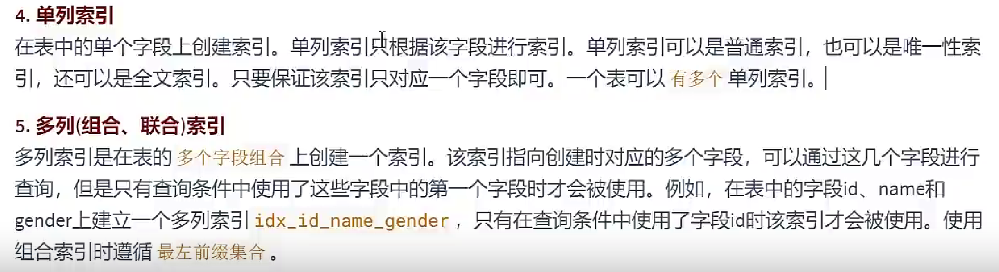 4. 单列索引
在表中的单个字段上创建索引。单列索引只根据该字段进行索引。单列索引可以是普通索引，也可以是唯一性索
引，还可以是全文索引。只要保证该索引只对应一个字段即可。一个表可以 有多个 单列索引。
5. 多列(组合、联合)索引
多列索引是在表的 多个字段组合 上创建一个索引。该索引指向创建时对应的多个字段，可以通过这几个字段进行
查询，但是只有查询条件中使用了这些字段中的第一个字段时才会被使用。例如，在表中的字段id、name和
gender上建立一个多列索引 idx_id_name_gender ，只有在查询条件中使用了字段id时该索引才会被使用。使用
组合索引时遵循 最左前缀集合 。